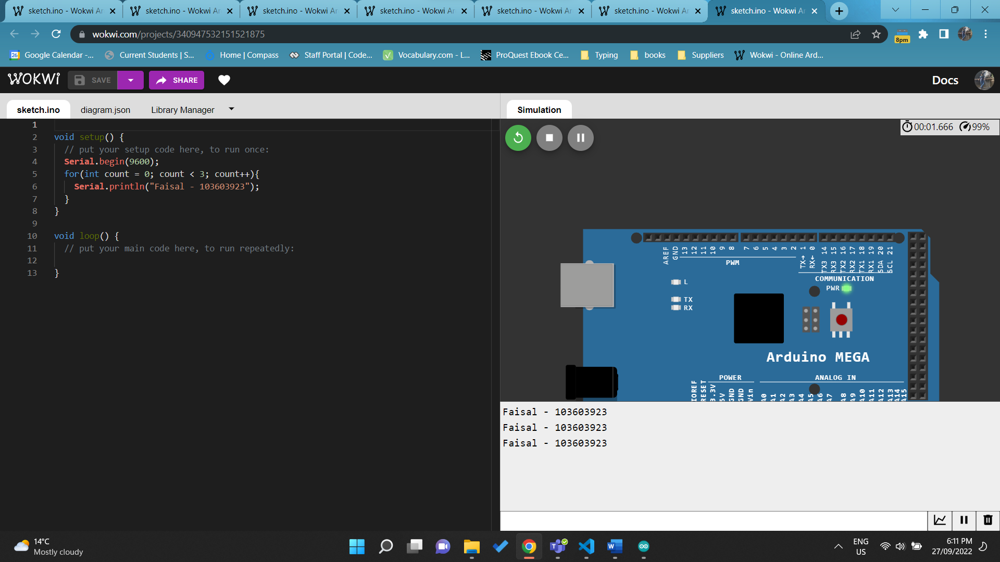 sketch.ino - Wokwi Ar
sketch.ino - Wokwi Ar
sketch.ino - Wokwi Ar
sketch.ino - Wokwi Ar
sketch.ino - Wokwi Ar
sketch.ino - Wokwi Ar
sketch.ino - Wokwi Ar
wokwi.com/projects/340947532151521875
8pm
26 Google Calendar -...
Current Students | S...
Home | Compass
Staff Portal | Code...
Vocabulary.com - L...
ProQuest Ebook Ce...
Typing
books
Suppliers
Wokwi - Online Ard...
WOKWI
SAVE
SHARE
Docs
sketch.ino
diagram.json
Library Manager
Simulation
00:01.666
99%
1
2 void setup() {
3 // put your setup code here, to run once:
4 Serial.begin(9600);
5 for(int count = 0; count < 3; count++){
6 Serial.println("Faisal - 103603923");
7 }
8 }
9
10 void loop() {
11 // put your main code here, to run repeatedly:
12
13 }
AREF
GND
13
12
11
10
9
8
7
6
5
4
3
2
TX→1
RX←0
TX3 14
RX3 15
TX2 16
RX2 17
TX1 18
RX1 19
SDA 20
SCL 21
PWM
COMMUNICATION
PWR
L
TX
RX
Arduino MEGA
POWER
ANALOG IN
IOREF
RESET
3.3V
5V
GND
GND
Vin
A0
A1
A2
A3
A4
A5
A6
A7
A8
A9
A10
A11
A12
A13
A14
A15
Faisal - 103603923
Faisal - 103603923
Faisal - 103603923
14°C
Mostly cloudy
ENG
US
6:11 PM
27/09/2022